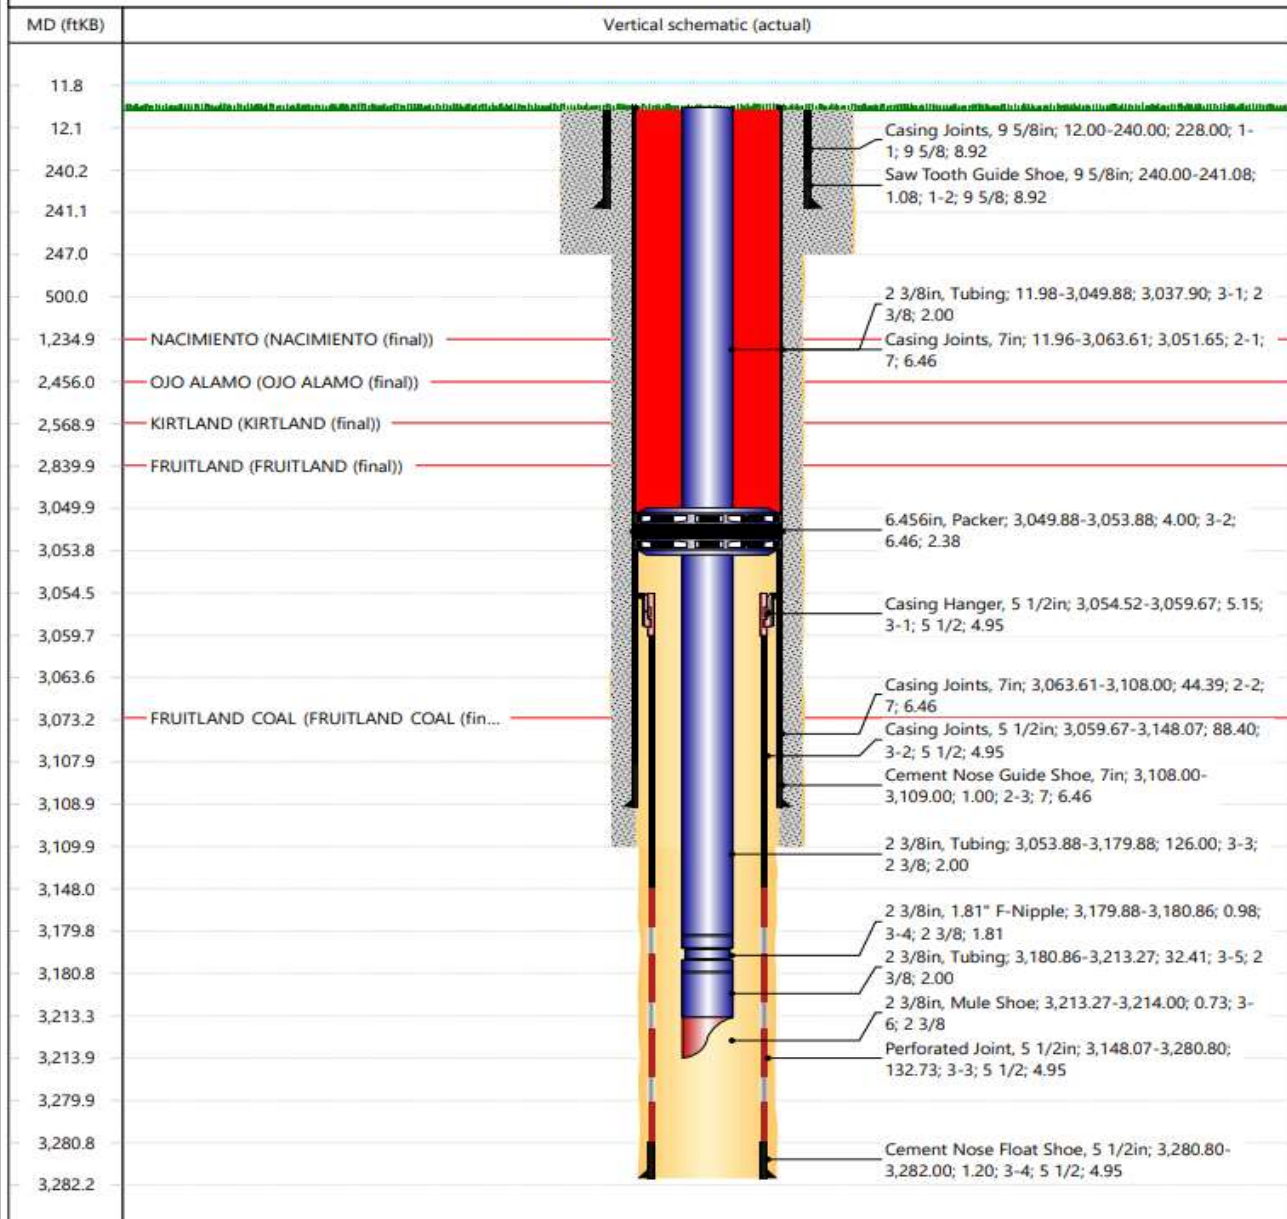 MD (ftKB)
Vertical schematic (actual)
11.8
12.1
Casing Joints, 9 5/8in; 12.00-240.00; 228.00; 1-
1; 9 5/8; 8.92
240.2
Saw Tooth Guide Shoe, 9 5/8in; 240.00-241.08;
1.08; 1-2; 9 5/8; 8.92
241.1
247.0
500.0
2 3/8in, Tubing; 11.98-3,049.88; 3,037.90; 3-1; 2
3/8; 2.00
1,234.9
NACIMIENTO (NACIMIENTO (final))
Casing Joints, 7in; 11.96-3,063.61; 3,051.65; 2-1;
7; 6.46
2,456.0
OJO ALAMO (OJO ALAMO (final))
2,568.9
KIRTLAND (KIRTLAND (final))
2,839.9
FRUITLAND (FRUITLAND (final))
3,049.9
6.456in, Packer; 3,049.88-3,053.88; 4.00; 3-2;
6.46; 2.38
3,053.8
3,054.5
Casing Hanger, 5 1/2in; 3,054.52-3,059.67; 5.15;
3-1; 5 1/2; 4.95
3,059.7
3,063.6
Casing Joints, 7in; 3,063.61-3,108.00; 44.39; 2-2;
7; 6.46
3,073.2
FRUITLAND COAL (FRUITLAND COAL (fin...
Casing Joints, 5 1/2in; 3,059.67-3,148.07; 88.40;
3-2; 5 1/2; 4.95
3,107.9
Cement Nose Guide Shoe, 7in; 3,108.00-
3,109.00; 1.00; 2-3; 7; 6.46
3,108.9
3,109.9
2 3/8in, Tubing; 3,053.88-3,179.88; 126.00; 3-3;
2 3/8; 2.00
3,148.0
2 3/8in, 1.81" F-Nipple; 3,179.88-3,180.86; 0.98;
3-4; 2 3/8; 1.81
3,179.8
2 3/8in, Tubing; 3,180.86-3,213.27; 32.41; 3-5; 2
3/8; 2.00
3,180.8
2 3/8in, Mule Shoe; 3,213.27-3,214.00; 0.73; 3-
6; 2 3/8
3,213.3
Perforated Joint, 5 1/2in; 3,148.07-3,280.80;
132.73; 3-3; 5 1/2; 4.95
3,213.9
3,279.9
3,280.8
Cement Nose Float Shoe, 5 1/2in; 3,280.80-
3,282.00; 1.20; 3-4; 5 1/2; 4.95
3,282.2